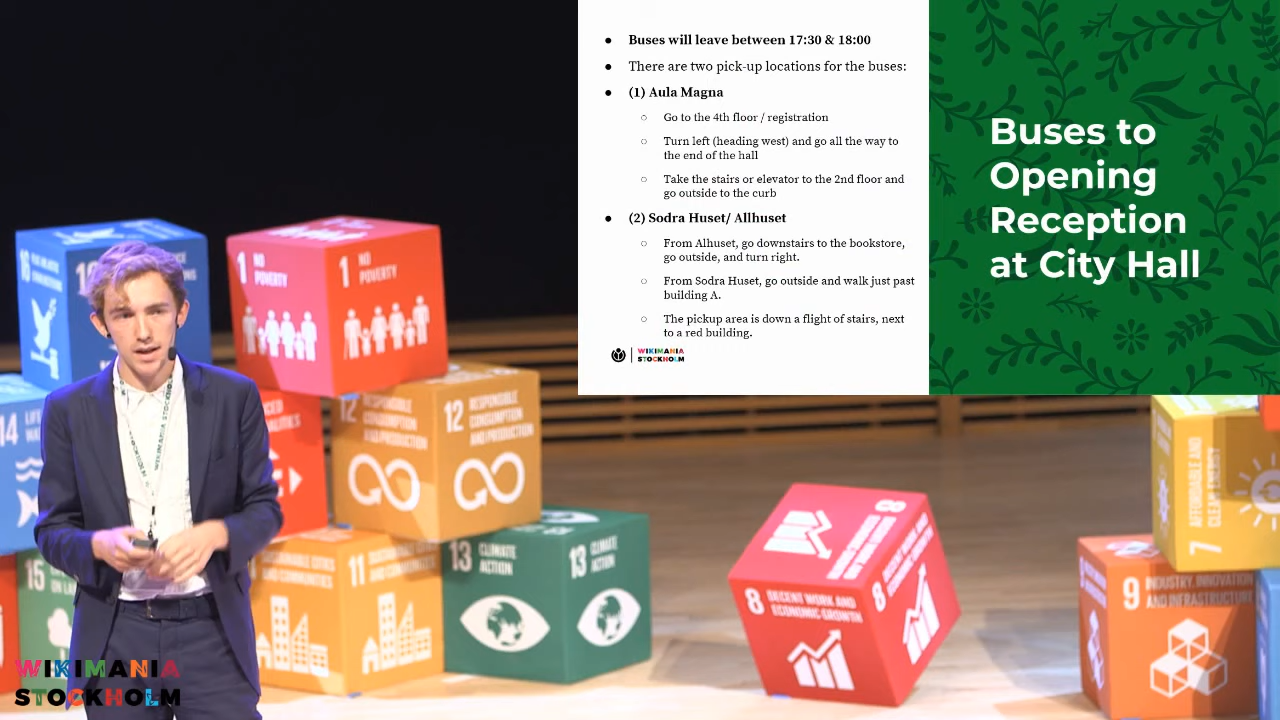 Buses will leave between 17:30 & 18:00
There are two pick-up locations for the buses:
(1) Aula Magna
Go to the 4th floor / registration
Turn left (heading west) and go all the way to
the end of the hall
Take the stairs or elevator to the 2nd floor and
go outside to the curb
(2) Sodra Huset/ Allhuset
From Alhuset, go downstairs to the bookstore,
go outside, and turn right.
From Sodra Huset, go outside and walk just past
building A.
The pickup area is down a flight of stairs, next
to a red building.
WIKIMANIA
STOCKHOLM
Buses to
Opening
Reception
at City Hall
16
1 NO
POVERTY
1 NO
POVERTY
14
12 RESPONSIBLE
CONSUMPTION
AND PRODUCTION
12 RESPONSIBLE
CONSUMPTION
AND PRODUCTION
15
SUSTAINABLE CITIES
AND COMMUNITIES
11 SUSTAINABLE CITIES
AND COMMUNITIES
13 CLIMATE
ACTION
13 CLIMATE
ACTION
8 DECENT WORK AND
ECONOMIC GROWTH
8
8
7 AFFORDABLE AND
CLEAN ENERGY
9 INDUSTRY, INNOVATION
AND INFRASTRUCTURE
WIKIMANIA
STOCKHOLM